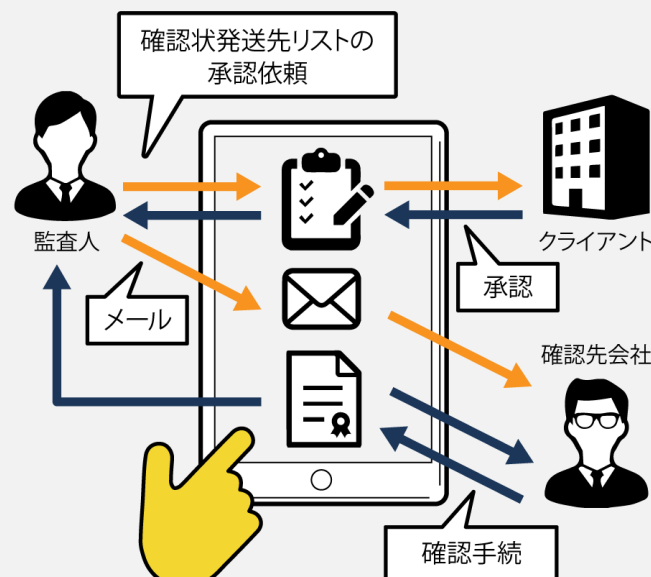 確認状発送先リストの
承認依頼
監査人
クライアント
メール
承認
確認先会社
確認手続